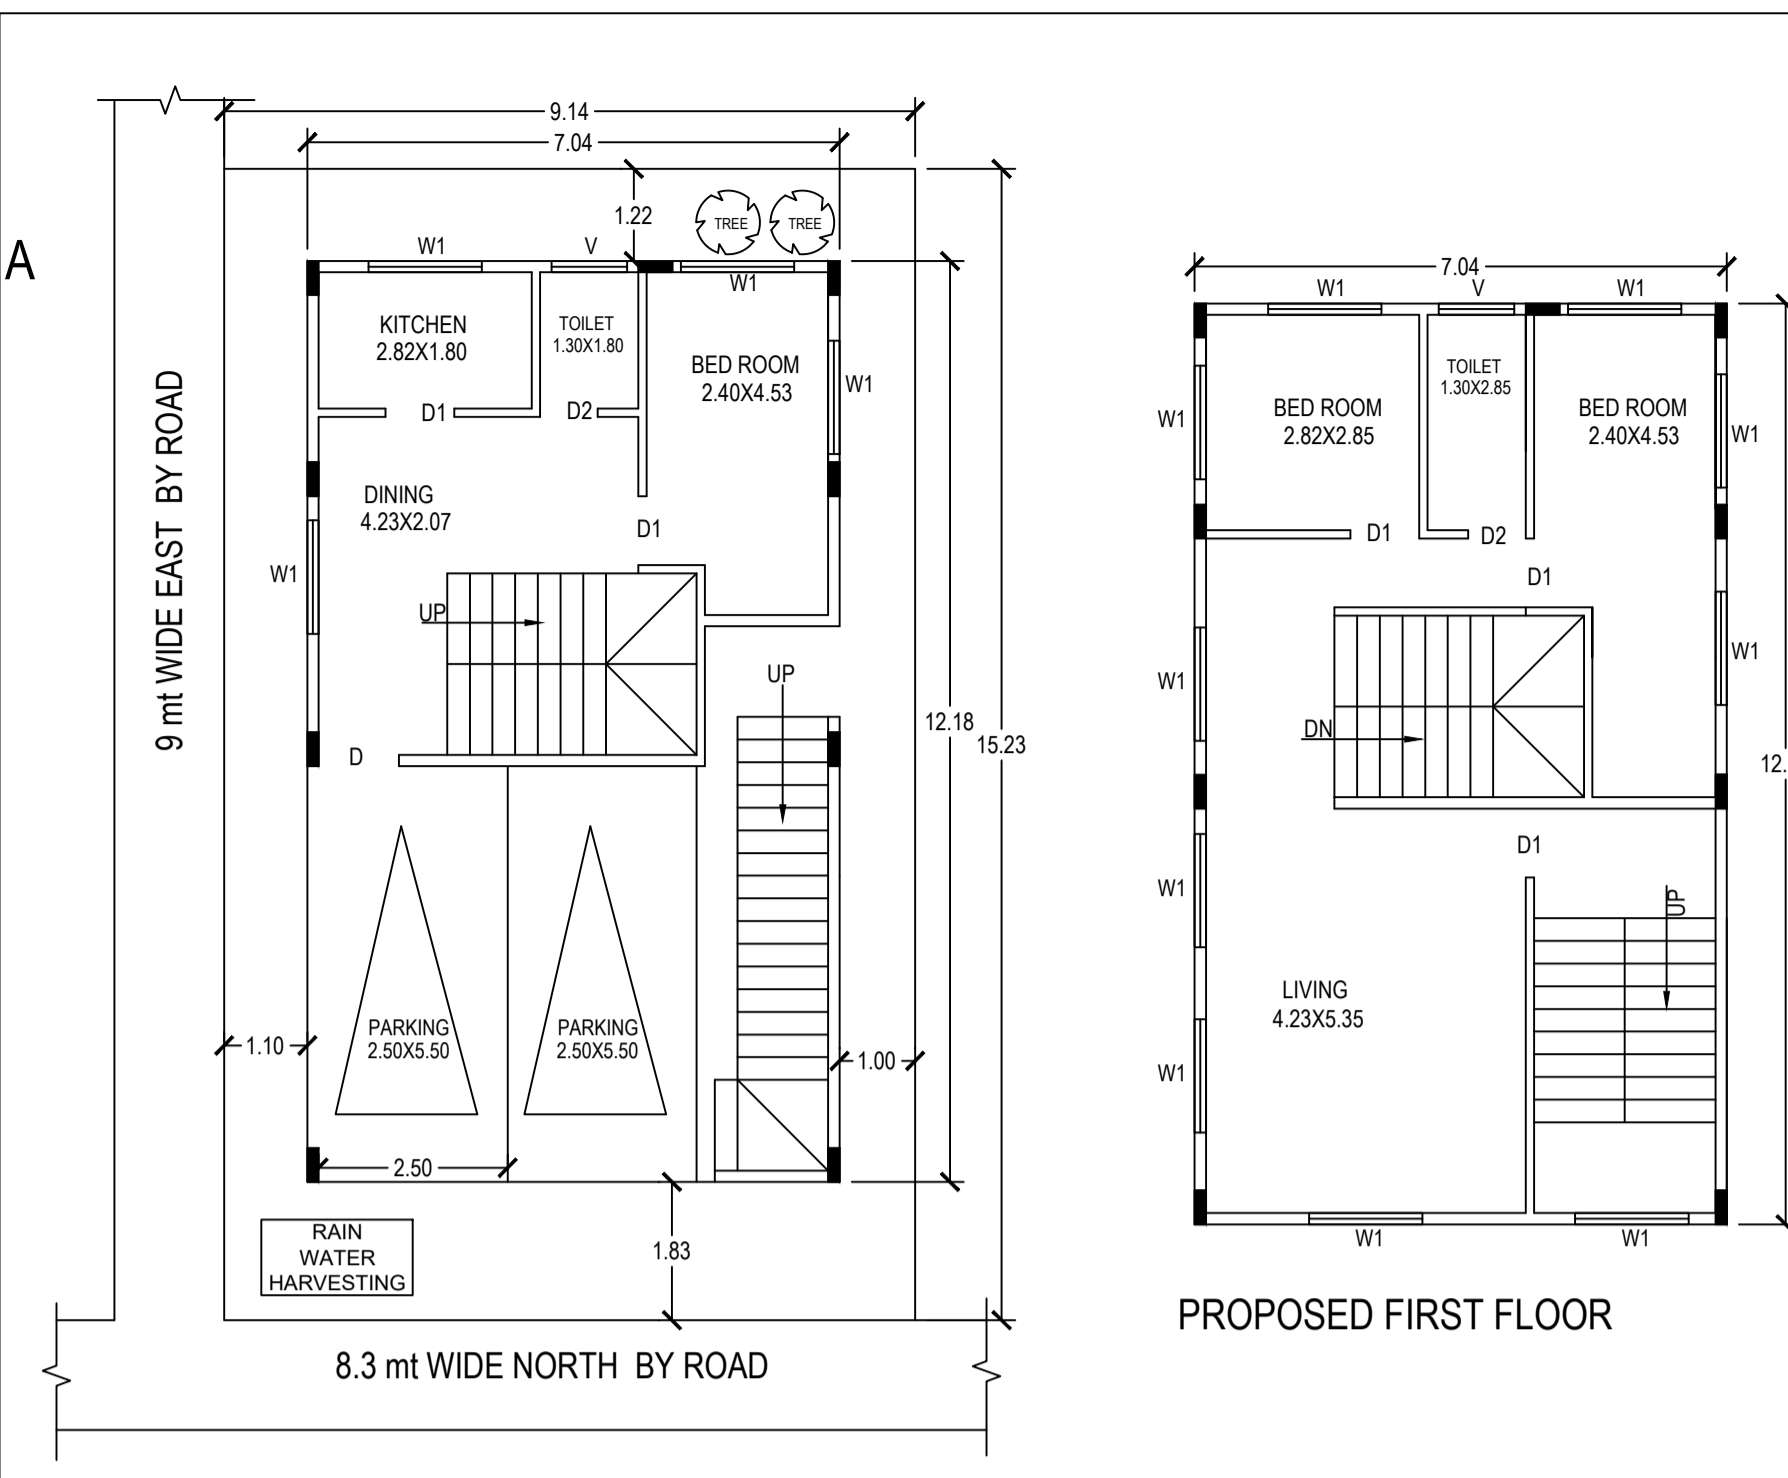 A
9.14
7.04
1.22
TREE
TREE
W1
V
W1
KITCHEN
2.82X1.80
TOILET
1.30X1.80
BED ROOM
2.40X4.53
W1
D1
D2
DINING
4.23X2.07
D1
W1
UP
UP
D
12.18
15.23
9 mt WIDE EAST BY ROAD
PARKING
2.50X5.50
PARKING
2.50X5.50
1.10
1.00
2.50
1.83
RAIN
WATER
HARVESTING
8.3 mt WIDE NORTH BY ROAD
7.04
W1
V
W1
TOILET
1.30X2.85
BED ROOM
2.82X2.85
BED ROOM
2.40X4.53
W1
W1
D1
D2
D1
W1
W1
DN
12.
D1
W1
UP
LIVING
4.23X5.35
W1
W1
W1
PROPOSED FIRST FLOOR